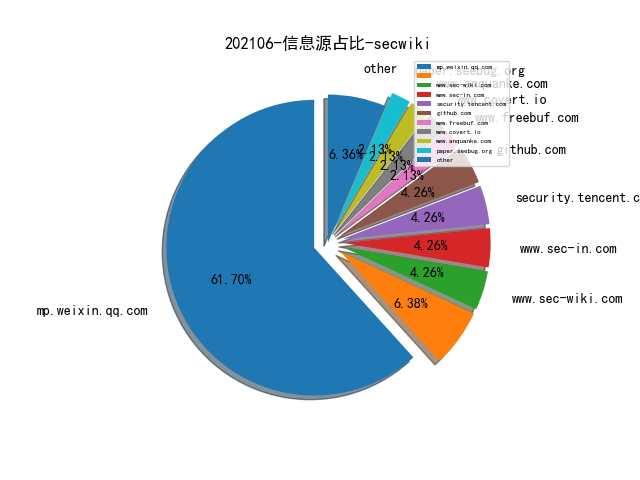 202106-信息源占比-secwiki
other
paper.seebug.org
www.anquanke.com
www.covert.io
www.freebuf.com
github.com
security.tencent.c
www.sec-in.com
www.sec-wiki.com
mp.weixin.qq.com
6.36%
2.13%
2.13%
2.13%
2.13%
4.26%
4.26%
4.26%
4.26%
6.38%
61.70%
mp.weixin.qq.com
www.sec-wiki.com
www.sec-in.com
security.tencent.com
github.com
www.freebuf.com
www.covert.io
www.anquanke.com
paper.seebug.org
other